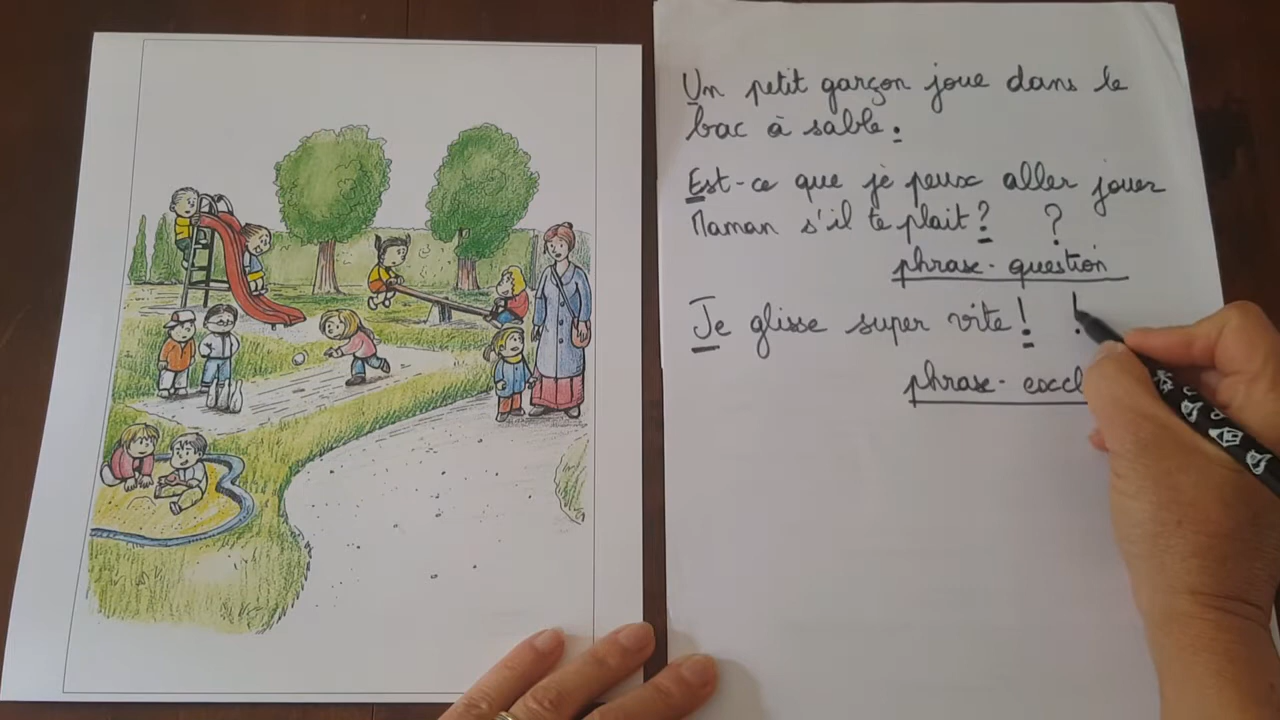 Un petit garçon joue dans le
bac à sable.
Est-ce que je peux aller jouer
Maman s'il te plait ? ?
phrase-question
Je glisse super vite ! !
phrase-excl